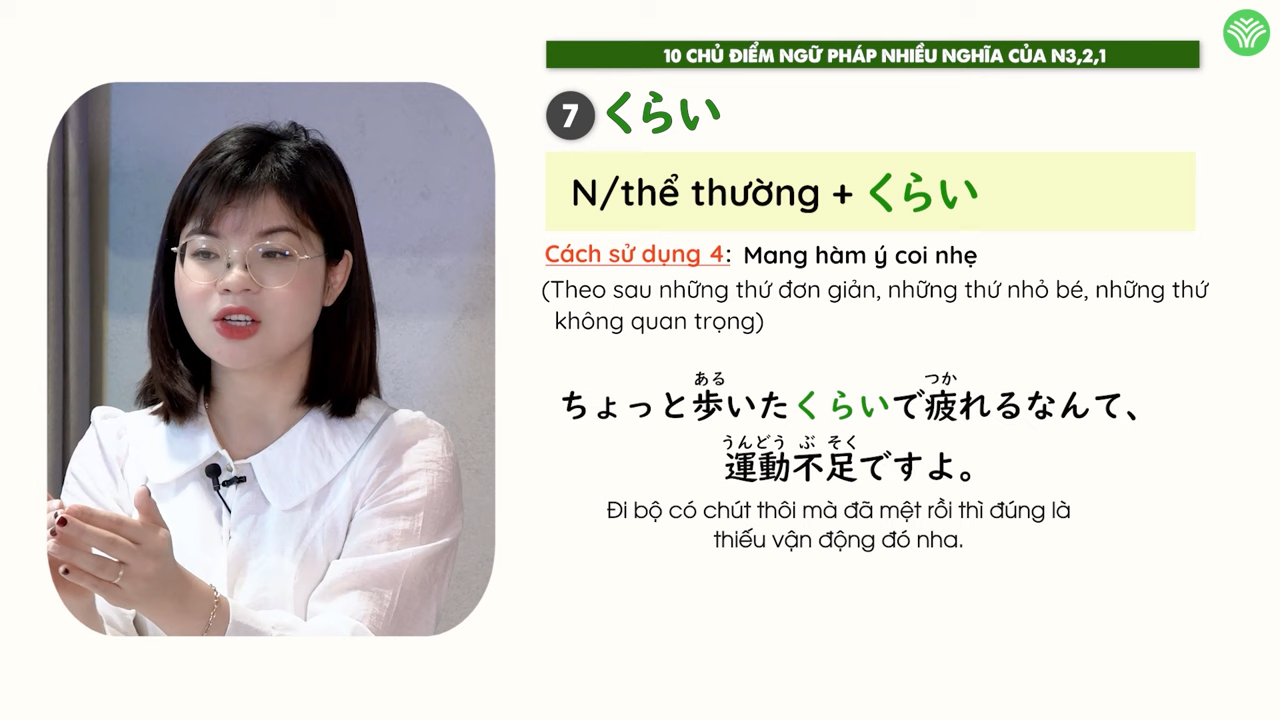 10 CHỦ ĐIỂM NGỮ PHÁP NHIỀU NGHĨA CỦA N3,2,1
7 くらい
N/thể thường + くらい
Cách sử dụng 4: Mang hàm ý coi nhẹ
(Theo sau những thứ đơn giản, những thứ nhỏ bé, những thứ
không quan trọng)
ある つか
ちょっと歩いたくらいで疲れるなんて、
うんどう ぶ そく
運動不足ですよ。
Đi bộ có chút thôi mà đã mệt rồi thì đúng là
thiếu vận động đó nha.